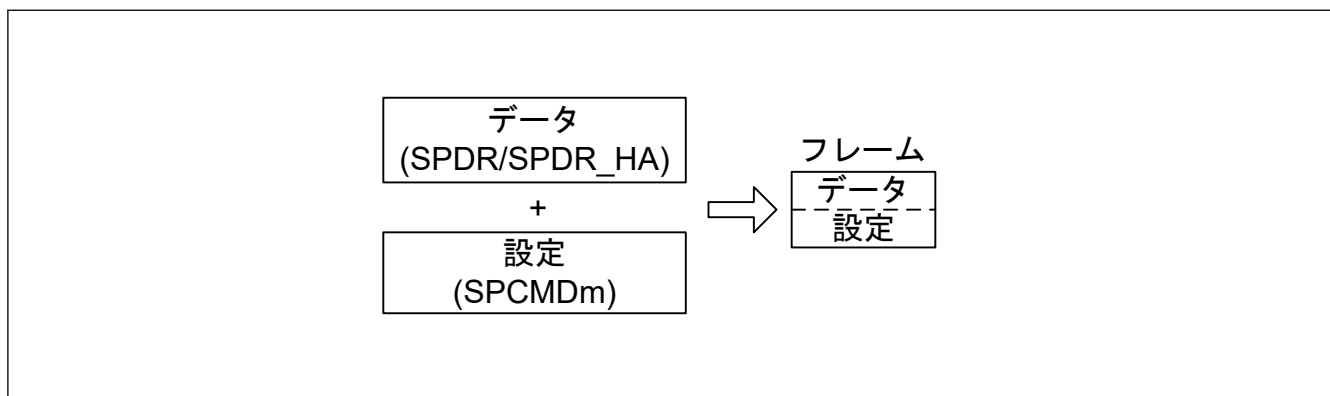 データ
(SPDR/SPDR_HA)
+
設定
(SPCMDm)
フレーム
データ
設定